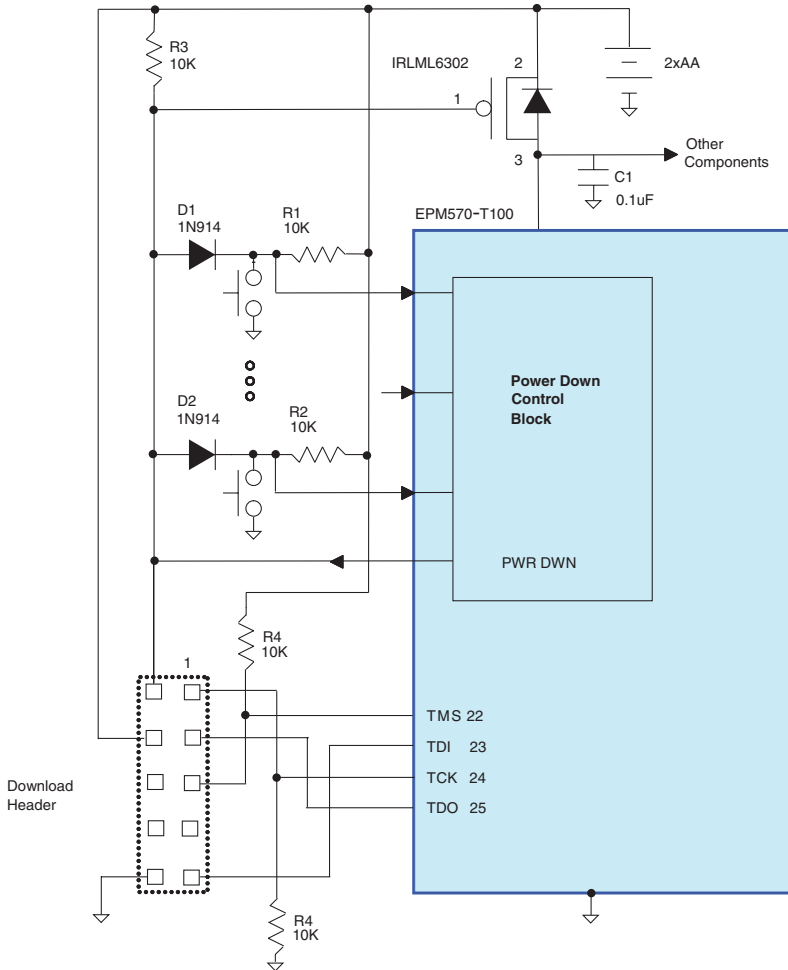 R3
10K
IRLML6302
2
1
3
2xAA
Other
Components
C1
0.1uF
EPM570-T100
D1
1N914
R1
10K
D2
1N914
R2
10K
Power Down
Control
Block
PWR DWN
R4
10K
1
TMS 22
TDI 23
TCK 24
TDO 25
Download
Header
R4
10K